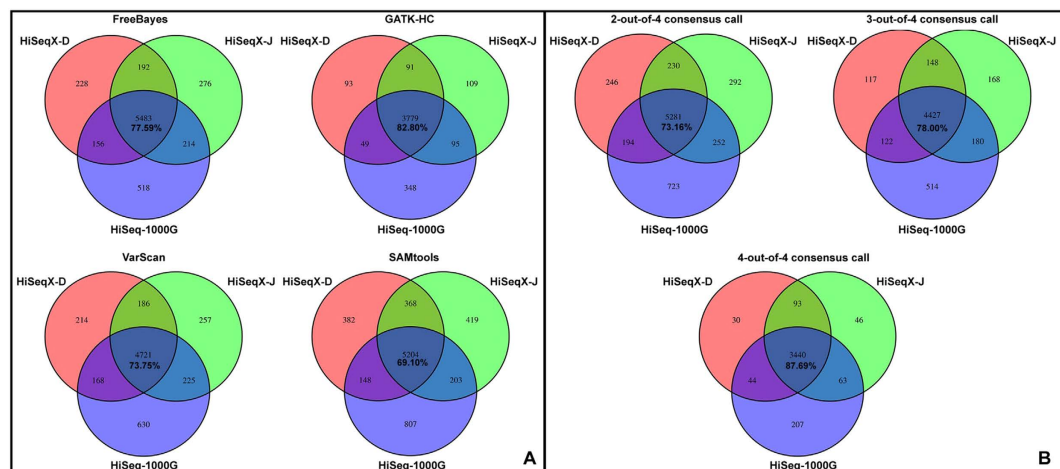 FreeBayes
HiSeqX-D
HiSeqX-J
192
228
276
5483
77.59%
156
214
518
HiSeq-1000G
GATK-HC
HiSeqX-D
HiSeqX-J
91
93
109
3779
82.80%
49
95
348
HiSeq-1000G
VarScan
HiSeqX-D
HiSeqX-J
186
214
257
4721
73.75%
168
225
630
HiSeq-1000G
SAMtools
HiSeqX-D
HiSeqX-J
368
382
419
5204
69.10%
148
203
807
HiSeq-1000G
A
2-out-of-4 consensus call
HiSeqX-D
HiSeqX-J
230
246
292
5281
73.16%
194
252
723
HiSeq-1000G
3-out-of-4 consensus call
HiSeqX-D
HiSeqX-J
148
117
168
4427
78.00%
122
180
514
HiSeq-1000G
4-out-of-4 consensus call
HiSeqX-D
HiSeqX-J
93
30
46
3440
87.69%
44
63
207
HiSeq-1000G
B